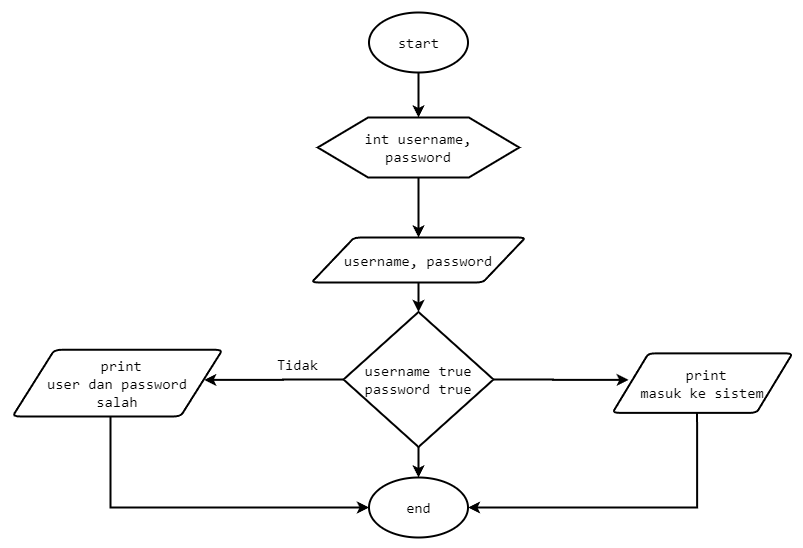 start
int username,
password
username, password
Tidak
username true
password true
print
user dan password
salah
print
masuk ke sistem
end